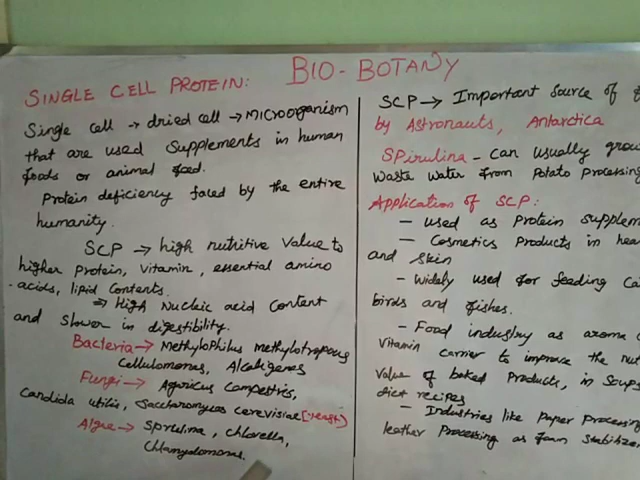 BIO-BOTANY
SINGLE CELL PROTEIN:
Single cell → dried cell → microorganism
that are used Supplements in human
foods or animal feed.
Protein deficiency faced by the entire
humanity.
SCP → high nutritive value to
higher protein, vitamin, essential amino
-acids, lipid contents.
⇒ High Nucleic acid content
and slower in digestibility.
Bacteria → Methylophilus methylotropous
Cellulomonas, Alcaligenes
Fungi → Agaricus Campestris,
Candida utilis, Saccharomyces cerevisiae (yeast)
Algae → Spirulina, Chlorella,
Chlamydomonas.
SCP → Important Source of
by Astronauts, Antarctica
SPirulina - Can usually grow
waste water from Potato Processing
Application of SCP:
- used as Protein supplem
- Cosmetics Products in hea
and Skin
- Widely used for feeding Ca
birds and fishes.
- Food industry as aroma
vitamin carrier to improve the nut
value of baked Products, in Soups
diet recipes
- Industries like Paper Processing
leather Processing as foam Stabilize